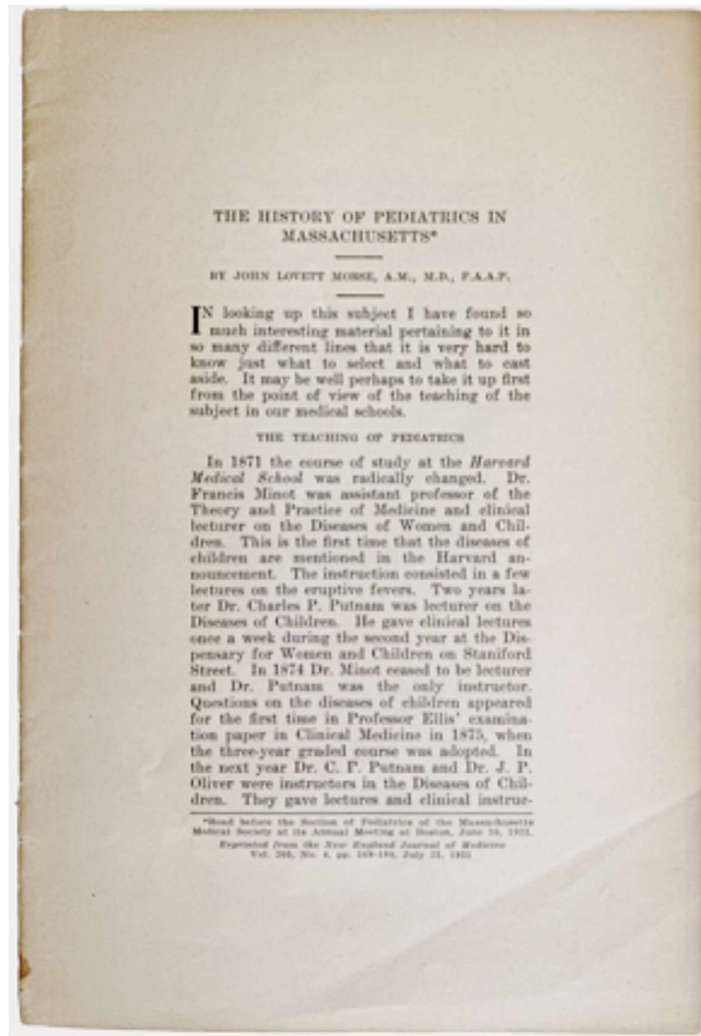 THE HISTORY OF PEDIATRICS IN
MASSACHUSETTS*
BY JOHN LOVETT MORSE, A.M., M.D., F.A.A.P.
IN looking up this subject I have found so
much interesting material pertaining to it in
so many different lines that it is very hard to
know just what to select and what to cast
aside. It may be well perhaps to take it up first
from the point of view of the teaching of the
subject in our medical schools.
THE TEACHING OF PEDIATRICS
In 1871 the course of study at the Harvard
Medical School was radically changed. Dr.
Francis Minot was assistant professor of the
Theory and Practice of Medicine and clinical
lecturer on the Diseases of Women and Chil-
dren. This is the first time that the diseases of
children are mentioned in the Harvard an-
nouncement. The instruction consisted in a few
lectures on the eruptive fevers. Two years la-
ter Dr. Charles P. Putnam was lecturer on the
Diseases of Children. He gave clinical lectures
once a week during the second year at the Dis-
pensary for Women and Children on Staniford
Street. In 1874 Dr. Minot ceased to be lecturer
and Dr. Putnam was the only instructor.
Questions on the diseases of children appeared
for the first time in Professor Ellis' examina-
tion paper in Clinical Medicine in 1875, when
the three-year graded course was adopted. In
the next year Dr. C. P. Putnam and Dr. J. P.
Oliver were instructors in the Diseases of Chil-
dren. They gave lectures and clinical instruc-
*Read before the Section of Pediatrics of the Massachusetts
Medical Society at its Annual Meeting at Boston, June
Reprinted from the New England Journal of Medicine
Vol. No. 4, pp. July